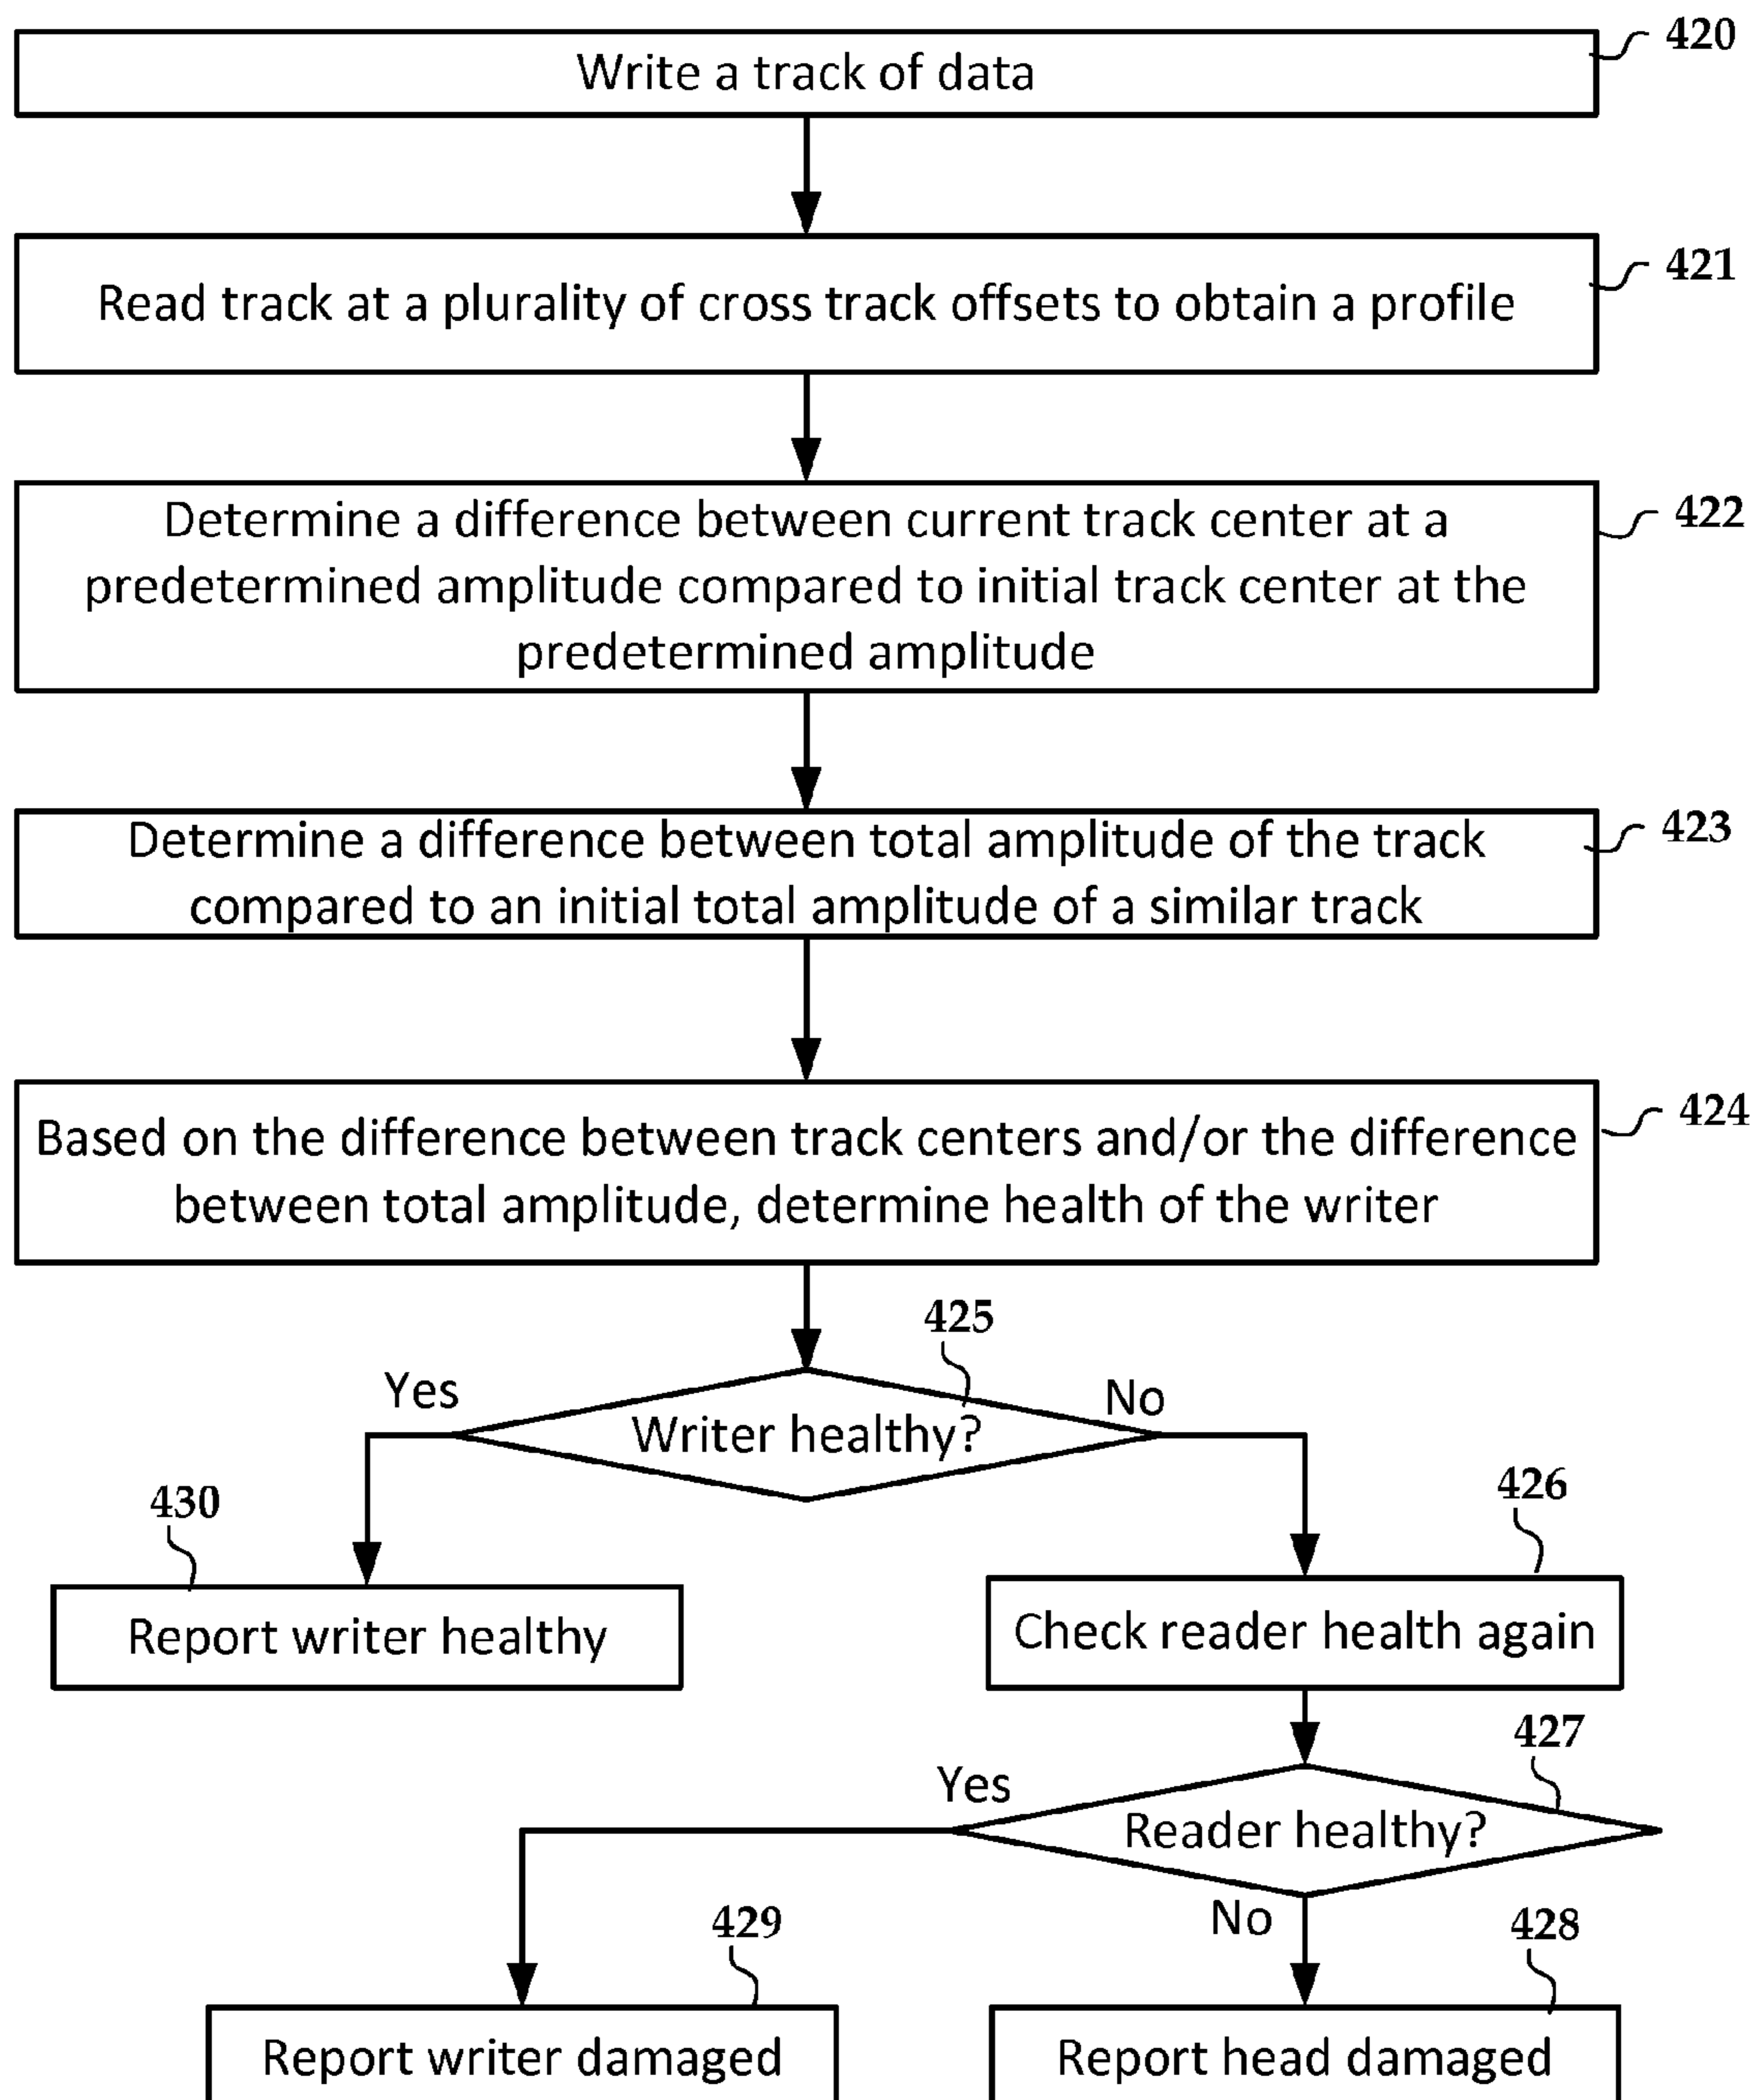 420
Write a track of data
421
Read track at a plurality of cross track offsets to obtain a profile
422
Determine a difference between current track center at a
predetermined amplitude compared to initial track center at the
predetermined amplitude
423
Determine a difference between total amplitude of the track
compared to an initial total amplitude of a similar track
424
Based on the difference between track centers and/or the difference
between total amplitude, determine health of the writer
425
Yes
No
Writer healthy?
430
426
Report writer healthy
Check reader health again
427
Yes
Reader healthy?
No
429
428
Report writer damaged
Report head damaged